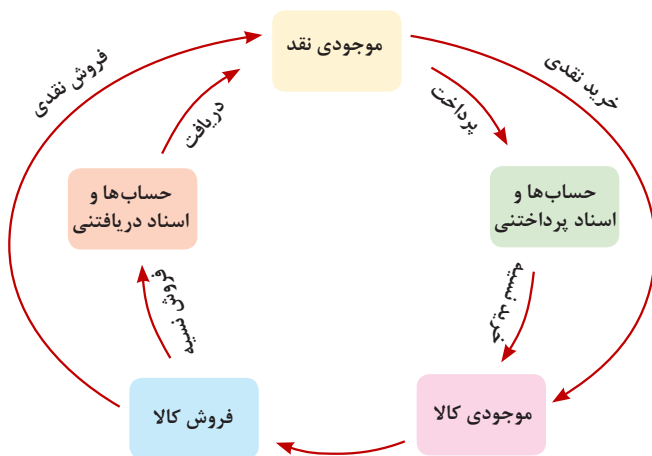 موجودی نقد
فروش نقدی
خرید نقدی
دریافت
پرداخت
حساب‌ها و
اسناد دریافتنی
حساب‌ها و
اسناد پرداختنی
فروش نسیه
خرید نسیه
فروش کالا
موجودی کالا